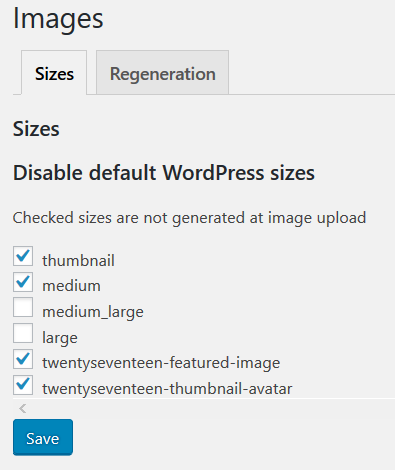 Images
Sizes
Regeneration
Sizes
Disable default WordPress sizes
Checked sizes are not generated at image upload
thumbnail
medium
medium_large
large
twentyseventeen-featured-image
twentyseventeen-thumbnail-avatar
Save